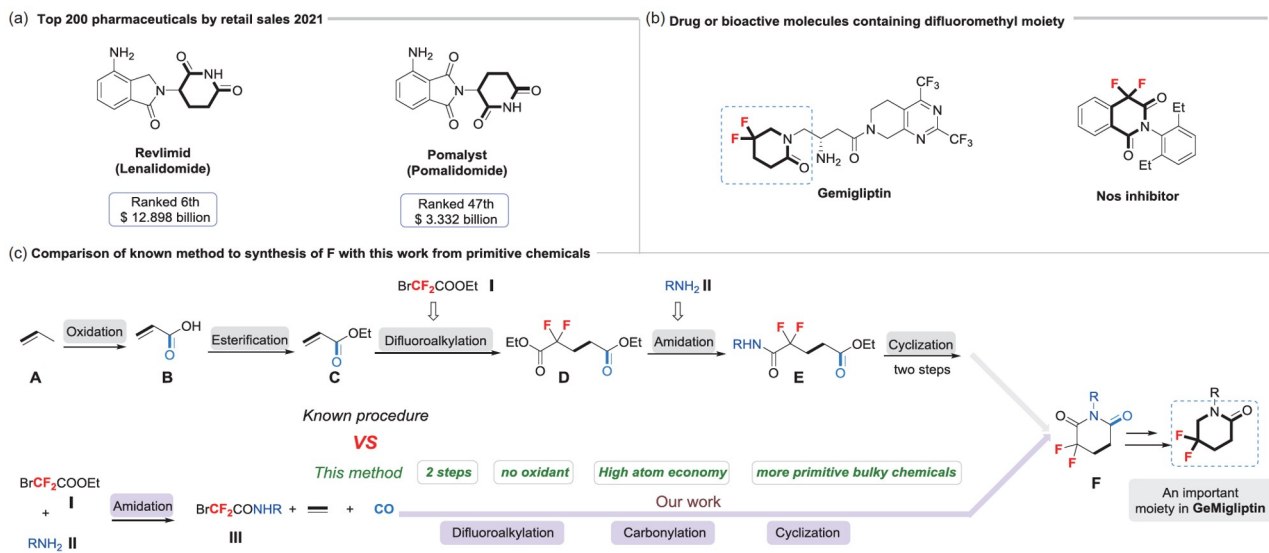 (a) Top 200 pharmaceuticals by retail sales 2021
NH2
O
NH
N
O
O
Revlimid
(Lenalidomide)
Ranked 6th
$ 12.898 billion
NH2
O
N
O
O
NH
O
Pomalyst
(Pomalidomide)
Ranked 47th
$ 3.332 billion
(b) Drug or bioactive molecules containing difluoromethyl moiety
CF3
F
F
N
O
NH2
O
N
N
N
CF3
Gemigliptin
F F
O
Et
N
O
Et
Nos inhibitor
(c) Comparison of known method to synthesis of F with this work from primitive chemicals
BrCF2COOEt I
RNH2 II
A
Oxidation
OH
O
B
Esterification
OEt
O
C
Difluoroalkylation
F F
EtO
OEt
O
O
D
Amidation
F F
RHN
OEt
O
O
E
Cyclization
two steps
Known procedure
VS
This method
2 steps
no oxidant
High atom economy
more primitive bulky chemicals
BrCF2COOEt
I
+
RNH2 II
Amidation
BrCF2CONHR + = + CO
III
Our work
Difluoroalkylation
Carbonylation
Cyclization
R
O N O
F
F
F
R
N O
F
F
An important
moiety in GeMigliptin